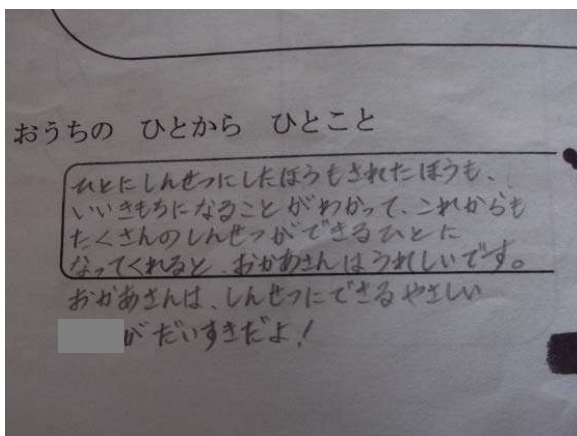 おうちの ひとから ひとこと
ひとにしんせつにしたほうもされたほうも、
いいきもちになることがわかって、これからも
たくさんのしんせつができるひとに
なってくれると、おかあさんはうれしいです。
おかあさんは、しんせつにできるやさしい
がだいすきだよ!